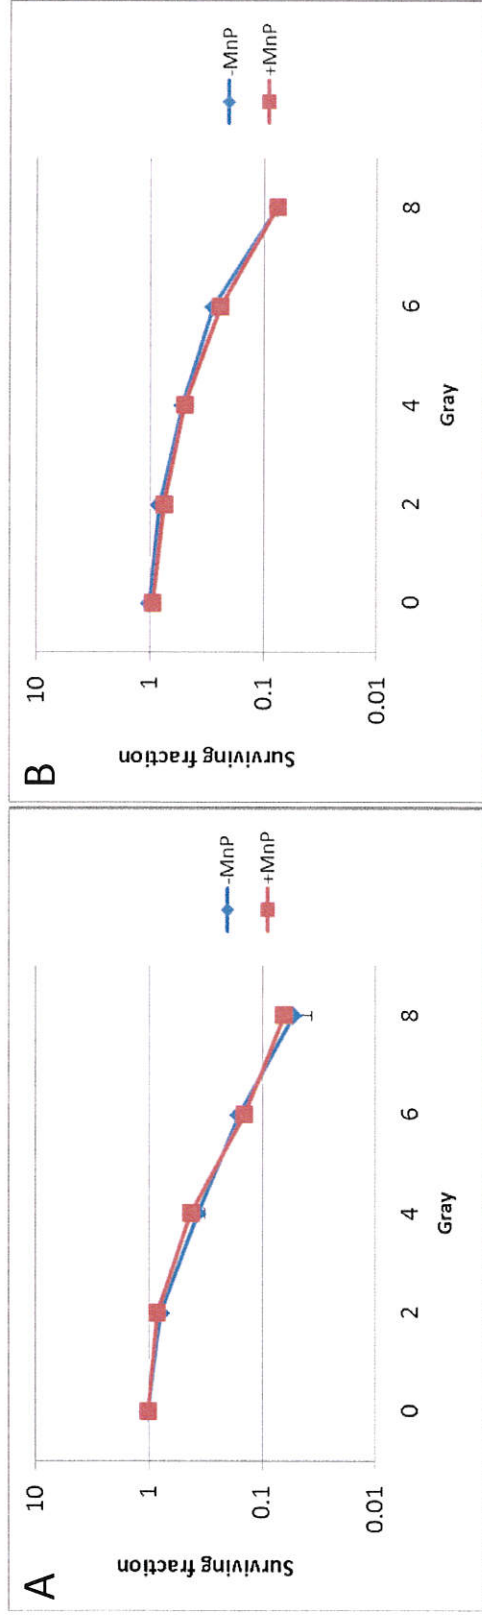 A
10
1
0.1
0.01
Surviving fraction
0 2 4 6 8
Gray
-MnP
+MnP
B
10
1
0.1
0.01
Surviving fraction
0 2 4 6 8
Gray
-MnP
+MnP